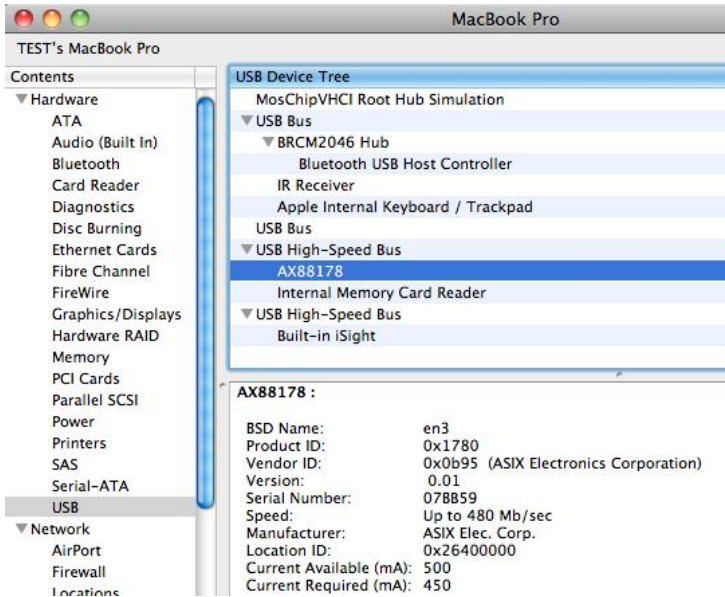 MacBook Pro
TEST's MacBook Pro
Contents
Hardware
ATA
Audio (Built In)
Bluetooth
Card Reader
Diagnostics
Disc Burning
Ethernet Cards
Fibre Channel
FireWire
Graphics/Displays
Hardware RAID
Memory
PCI Cards
Parallel SCSI
Power
Printers
SAS
Serial-ATA
USB
Network
AirPort
Firewall
Locations
USB Device Tree
MosChipVHCI Root Hub Simulation
USB Bus
BRCM2046 Hub
Bluetooth USB Host Controller
IR Receiver
Apple Internal Keyboard / Trackpad
USB Bus
USB High-Speed Bus
AX88178
Internal Memory Card Reader
USB High-Speed Bus
Built-in iSight
AX88178 :
BSD Name: en3
Product ID: 0x1780
Vendor ID: 0x0b95 (ASIX Electronics Corporation)
Version: 0.01
Serial Number: 07BB59
Speed: Up to 480 Mb/sec
Manufacturer: ASIX Elec. Corp.
Location ID: 0x26400000
Current Available (mA): 500
Current Required (mA): 450